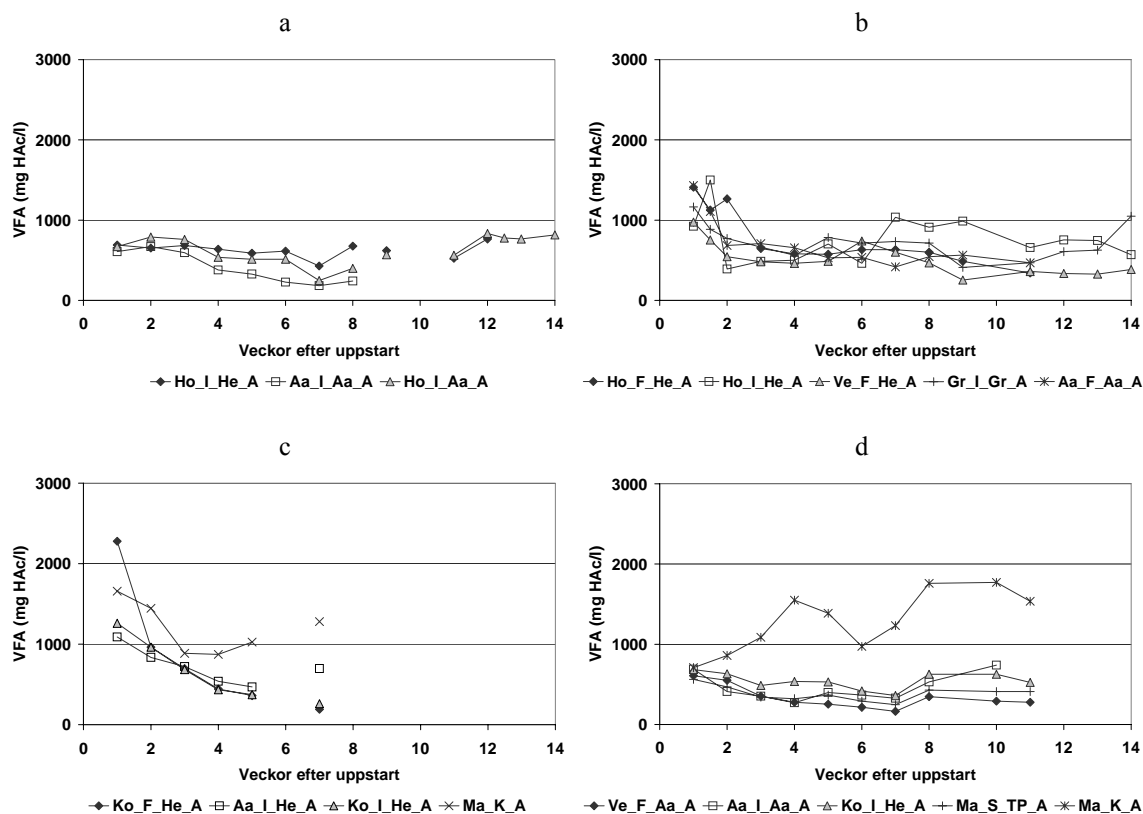 a
3000
2000
1000
0
VFA (mg HAc/l)
0 2 4 6 8 10 12 14
Veckor efter uppstart
Ho_I_He_A Aa_I_Aa_A Ho_I_Aa_A
b
3000
2000
1000
0
VFA (mg HAc/l)
0 2 4 6 8 10 12 14
Veckor efter uppstart
Ho_F_He_A Ho_I_He_A Ve_F_He_A Gr_I_Gr_A Aa_F_Aa_A
c
3000
2000
1000
0
VFA (mg HAc/l)
0 2 4 6 8 10 12 14
Veckor efter uppstart
Ko_F_He_A Aa_I_He_A Ko_I_He_A Ma_K_A
d
3000
2000
1000
0
VFA (mg HAc/l)
0 2 4 6 8 10 12 14
Veckor efter uppstart
Ve_F_Aa_A Aa_I_Aa_A Ko_I_He_A Ma_S_TP_A Ma_K_A